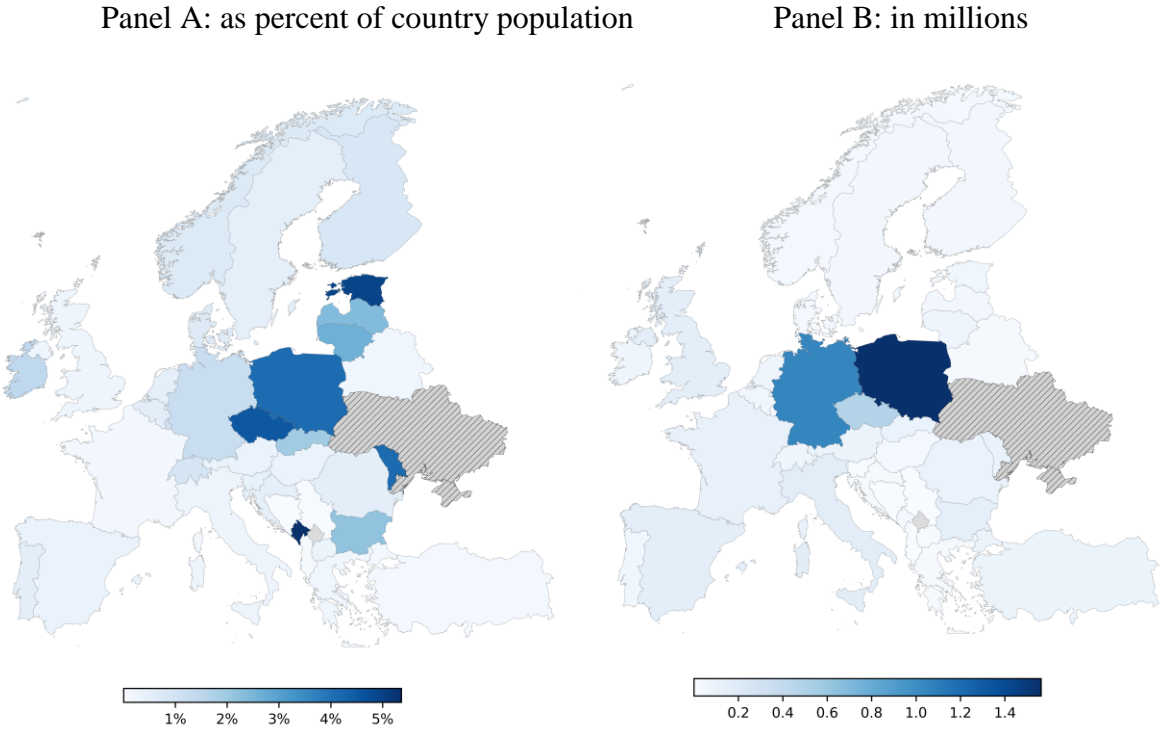 Panel A: as percent of country population
Panel B: in millions
1% 2% 3% 4% 5%
0.2 0.4 0.6 0.8 1.0 1.2 1.4